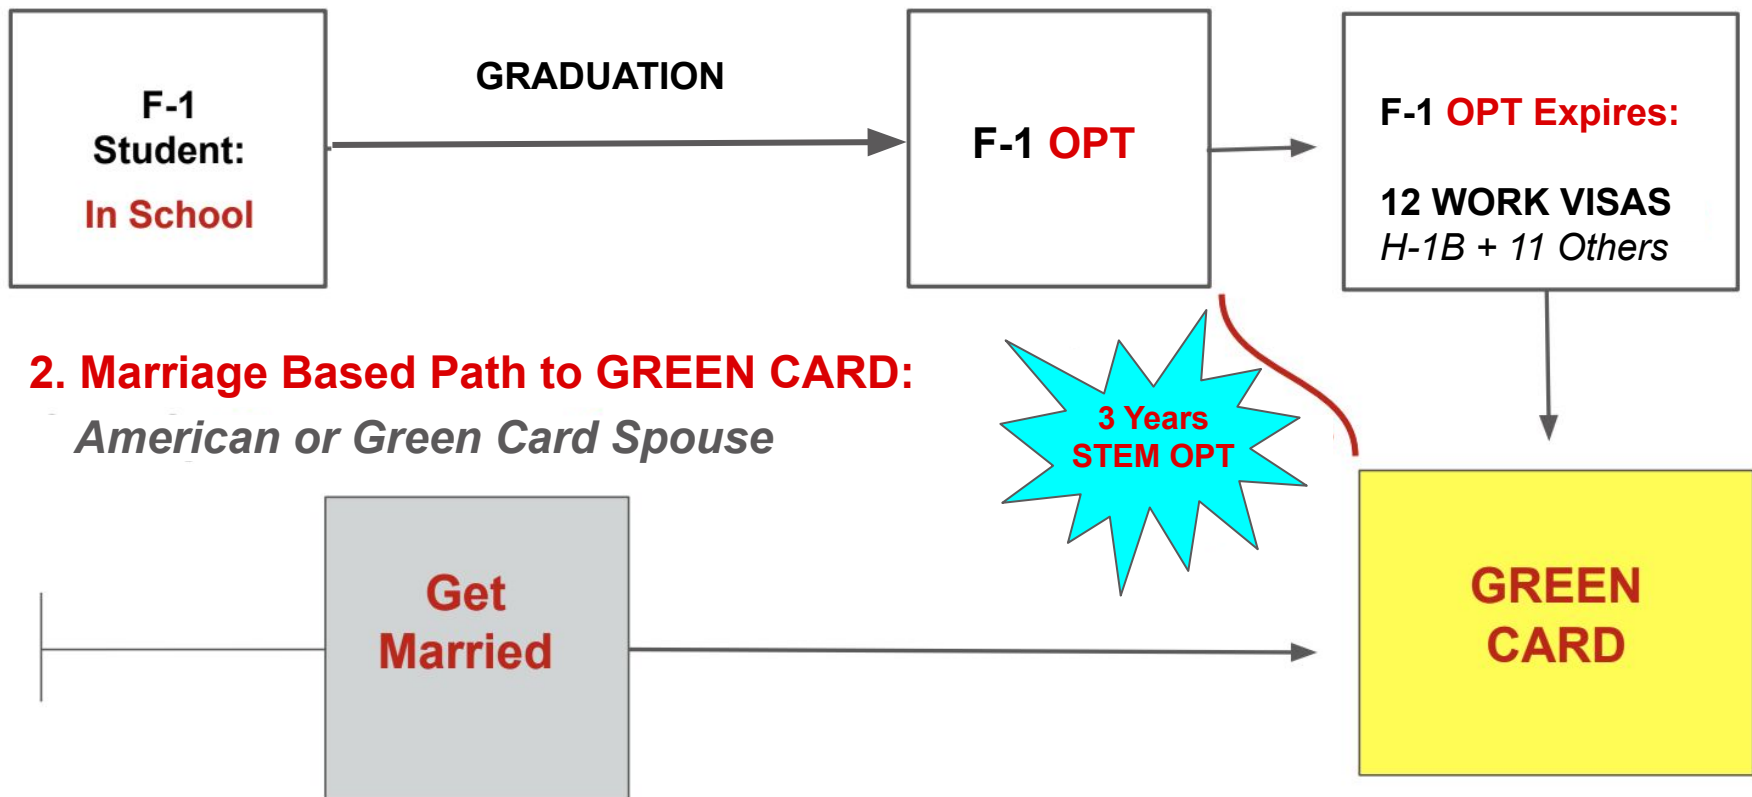 F-1
Student:
In School
GRADUATION
F-1 OPT
F-1 OPT Expires:
12 WORK VISAS
H-1B + 11 Others
2. Marriage Based Path to GREEN CARD:
American or Green Card Spouse
3 Years
STEM OPT
Get
Married
GREEN
CARD